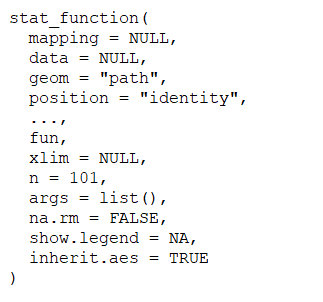 stat_function(
  mapping = NULL,
  data = NULL,
  geom = "path",
  position = "identity",
  ...,
  fun,
  xlim = NULL,
  n = 101,
  args = list(),
  na.rm = FALSE,
  show.legend = NA,
  inherit.aes = TRUE
)